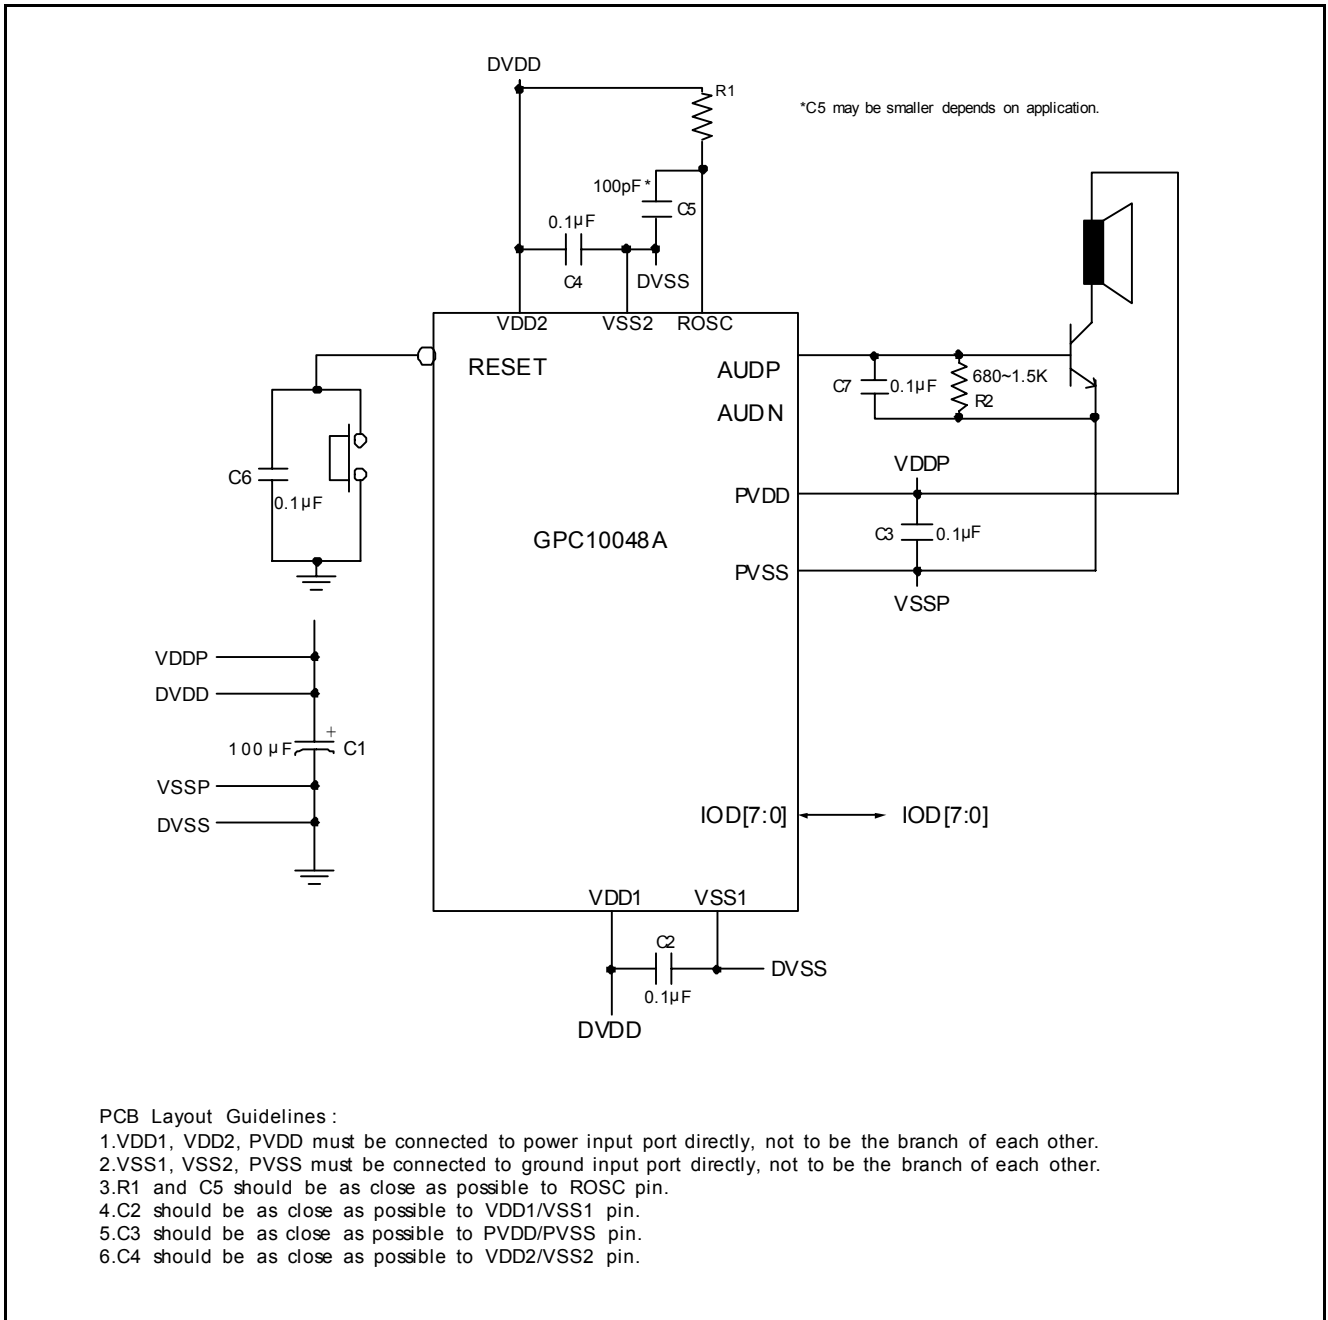 DVDD
R1
*C5 may be smaller depends on application.
100pF*
C5
0.1µF
C4
DVSS
VDD2
VSS2
ROSC
RESET
AUDP
C7
0.1µF
680~1.5K
R2
AUDN
VDDP
C6
0.1µF
PVDD
GPC10048A
C3
0.1µF
PVSS
VSSP
VDDP
DVDD
+
100µF
C1
VSSP
DVSS
IOD[7:0]
IOD[7:0]
VDD1
VSS1
C2
DVSS
0.1µF
DVDD
PCB Layout Guidelines :
1.VDD1, VDD2, PVDD must be connected to power input port directly, not to be the branch of each other.
2.VSS1, VSS2, PVSS must be connected to ground input port directly, not to be the branch of each other.
3.R1 and C5 should be as close as possible to ROSC pin.
4.C2 should be as close as possible to VDD1/VSS1 pin.
5.C3 should be as close as possible to PVDD/PVSS pin.
6.C4 should be as close as possible to VDD2/VSS2 pin.